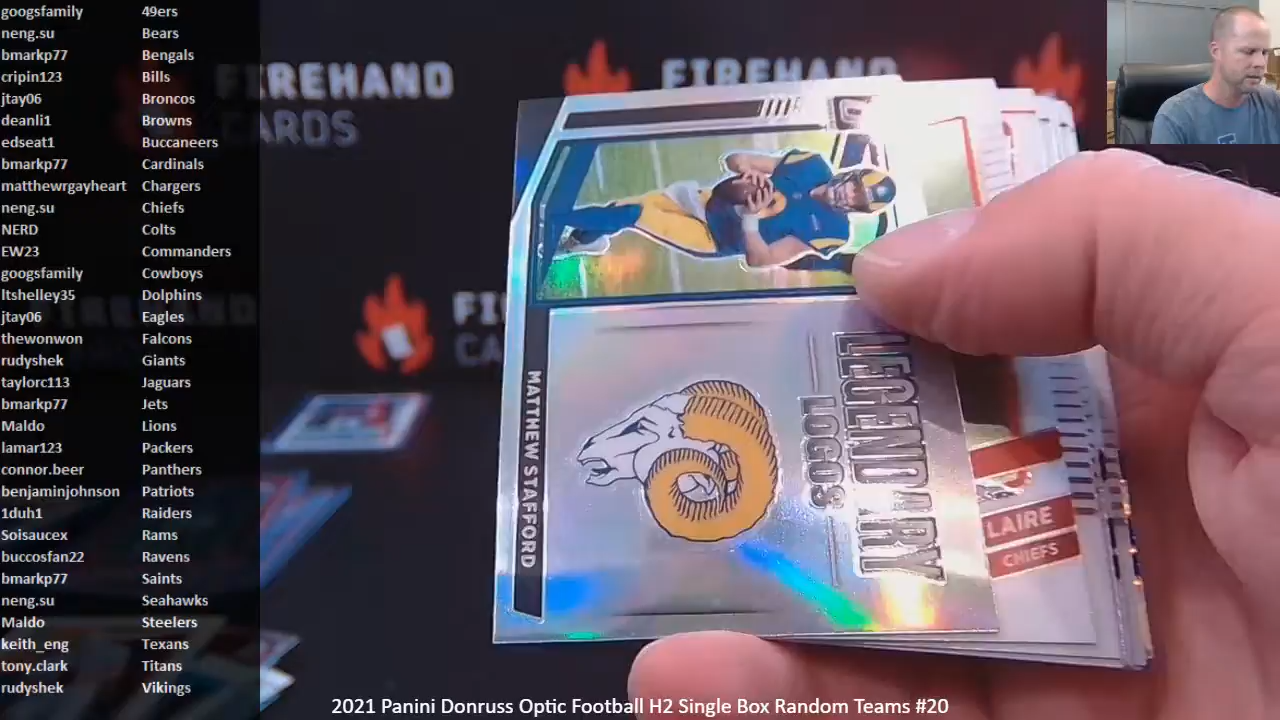 googsfamily 49ers
neng.su Bears
bmarkp77 Bengals
cripin123 Bills
jtay06 Broncos
deanli1 Browns
edseat1 Buccaneers
bmarkp77 Cardinals
matthewrgayheart Chargers
neng.su Chiefs
NERD Colts
EW23 Commanders
googsfamily Cowboys
ltshelley35 Dolphins
jtay06 Eagles
thewonwon Falcons
rudyshek Giants
taylorc113 Jaguars
bmarkp77 Jets
Maldo Lions
lamar123 Packers
connor.beer Panthers
benjaminjohnson Patriots
1duh1 Raiders
Soisaucex Rams
buccosfan22 Ravens
bmarkp77 Saints
neng.su Seahawks
Maldo Steelers
keith_eng Texans
tony.clark Titans
rudyshek Vikings
FIREHAND
CARDS
FIREHAND
MATTHEW STAFFORD
LEGENDARY
LOGOS
LAIRE
CHIEFS
2021 Panini Donruss Optic Football H2 Single Box Random Teams #20